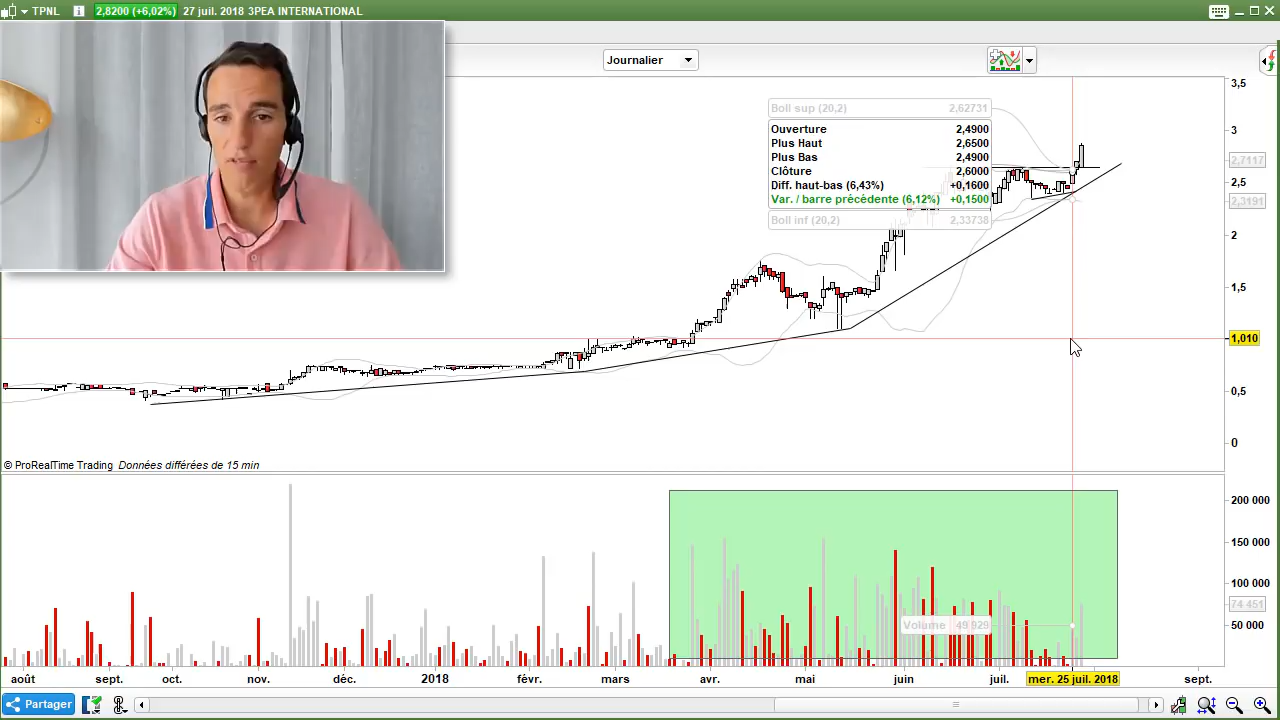 TPNL i 2,8200 (+6,02%) 27 juil. 2018 3PEA INTERNATIONAL
Journalier
Boll sup (20,2) 2,62731
Ouverture 2,4900
Plus Haut 2,6500
Plus Bas 2,4900
Clôture 2,6000
Diff. haut-bas (6,43%) +0,1600
Var. / barre précédente (6,12%) +0,1500
Boll inf (20,2) 2,33738
3,5
3
2,7117
2,5
2,3191
2
1,5
1,010
0,5
0
© ProRealTime Trading Données différées de 15 min
200 000
150 000
100 000
74 451
50 000
Volume 49 929
août sept. oct. nov. déc. 2018 févr. mars avr. mai juin juil. mer. 25 juil. 2018 sept.
Partager